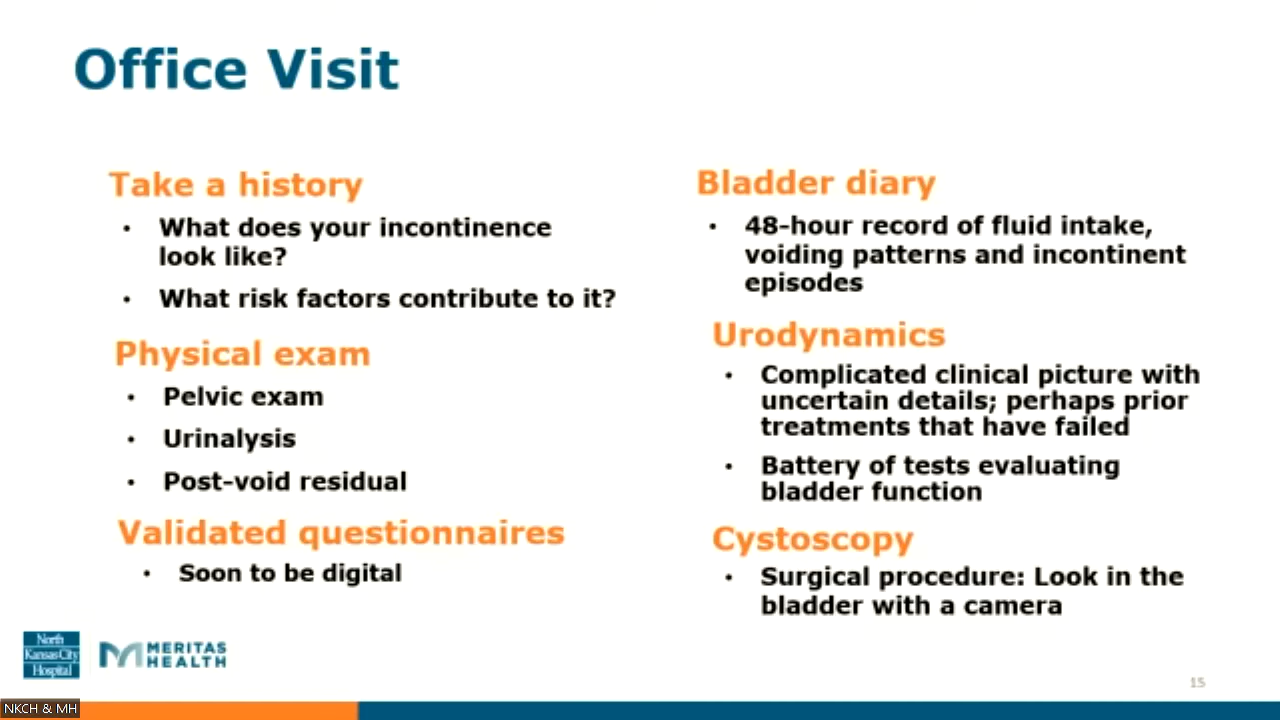 Office Visit
Take a history
• What does your incontinence
look like?
• What risk factors contribute to it?
Physical exam
• Pelvic exam
• Urinalysis
• Post-void residual
Validated questionnaires
• Soon to be digital
Bladder diary
• 48-hour record of fluid intake,
voiding patterns and incontinent
episodes
Urodynamics
• Complicated clinical picture with
uncertain details; perhaps prior
treatments that have failed
• Battery of tests evaluating
bladder function
Cystoscopy
• Surgical procedure: Look in the
bladder with a camera
North
Kansas City
Hospital
MERITAS
HEALTH
15
NKCH & MH